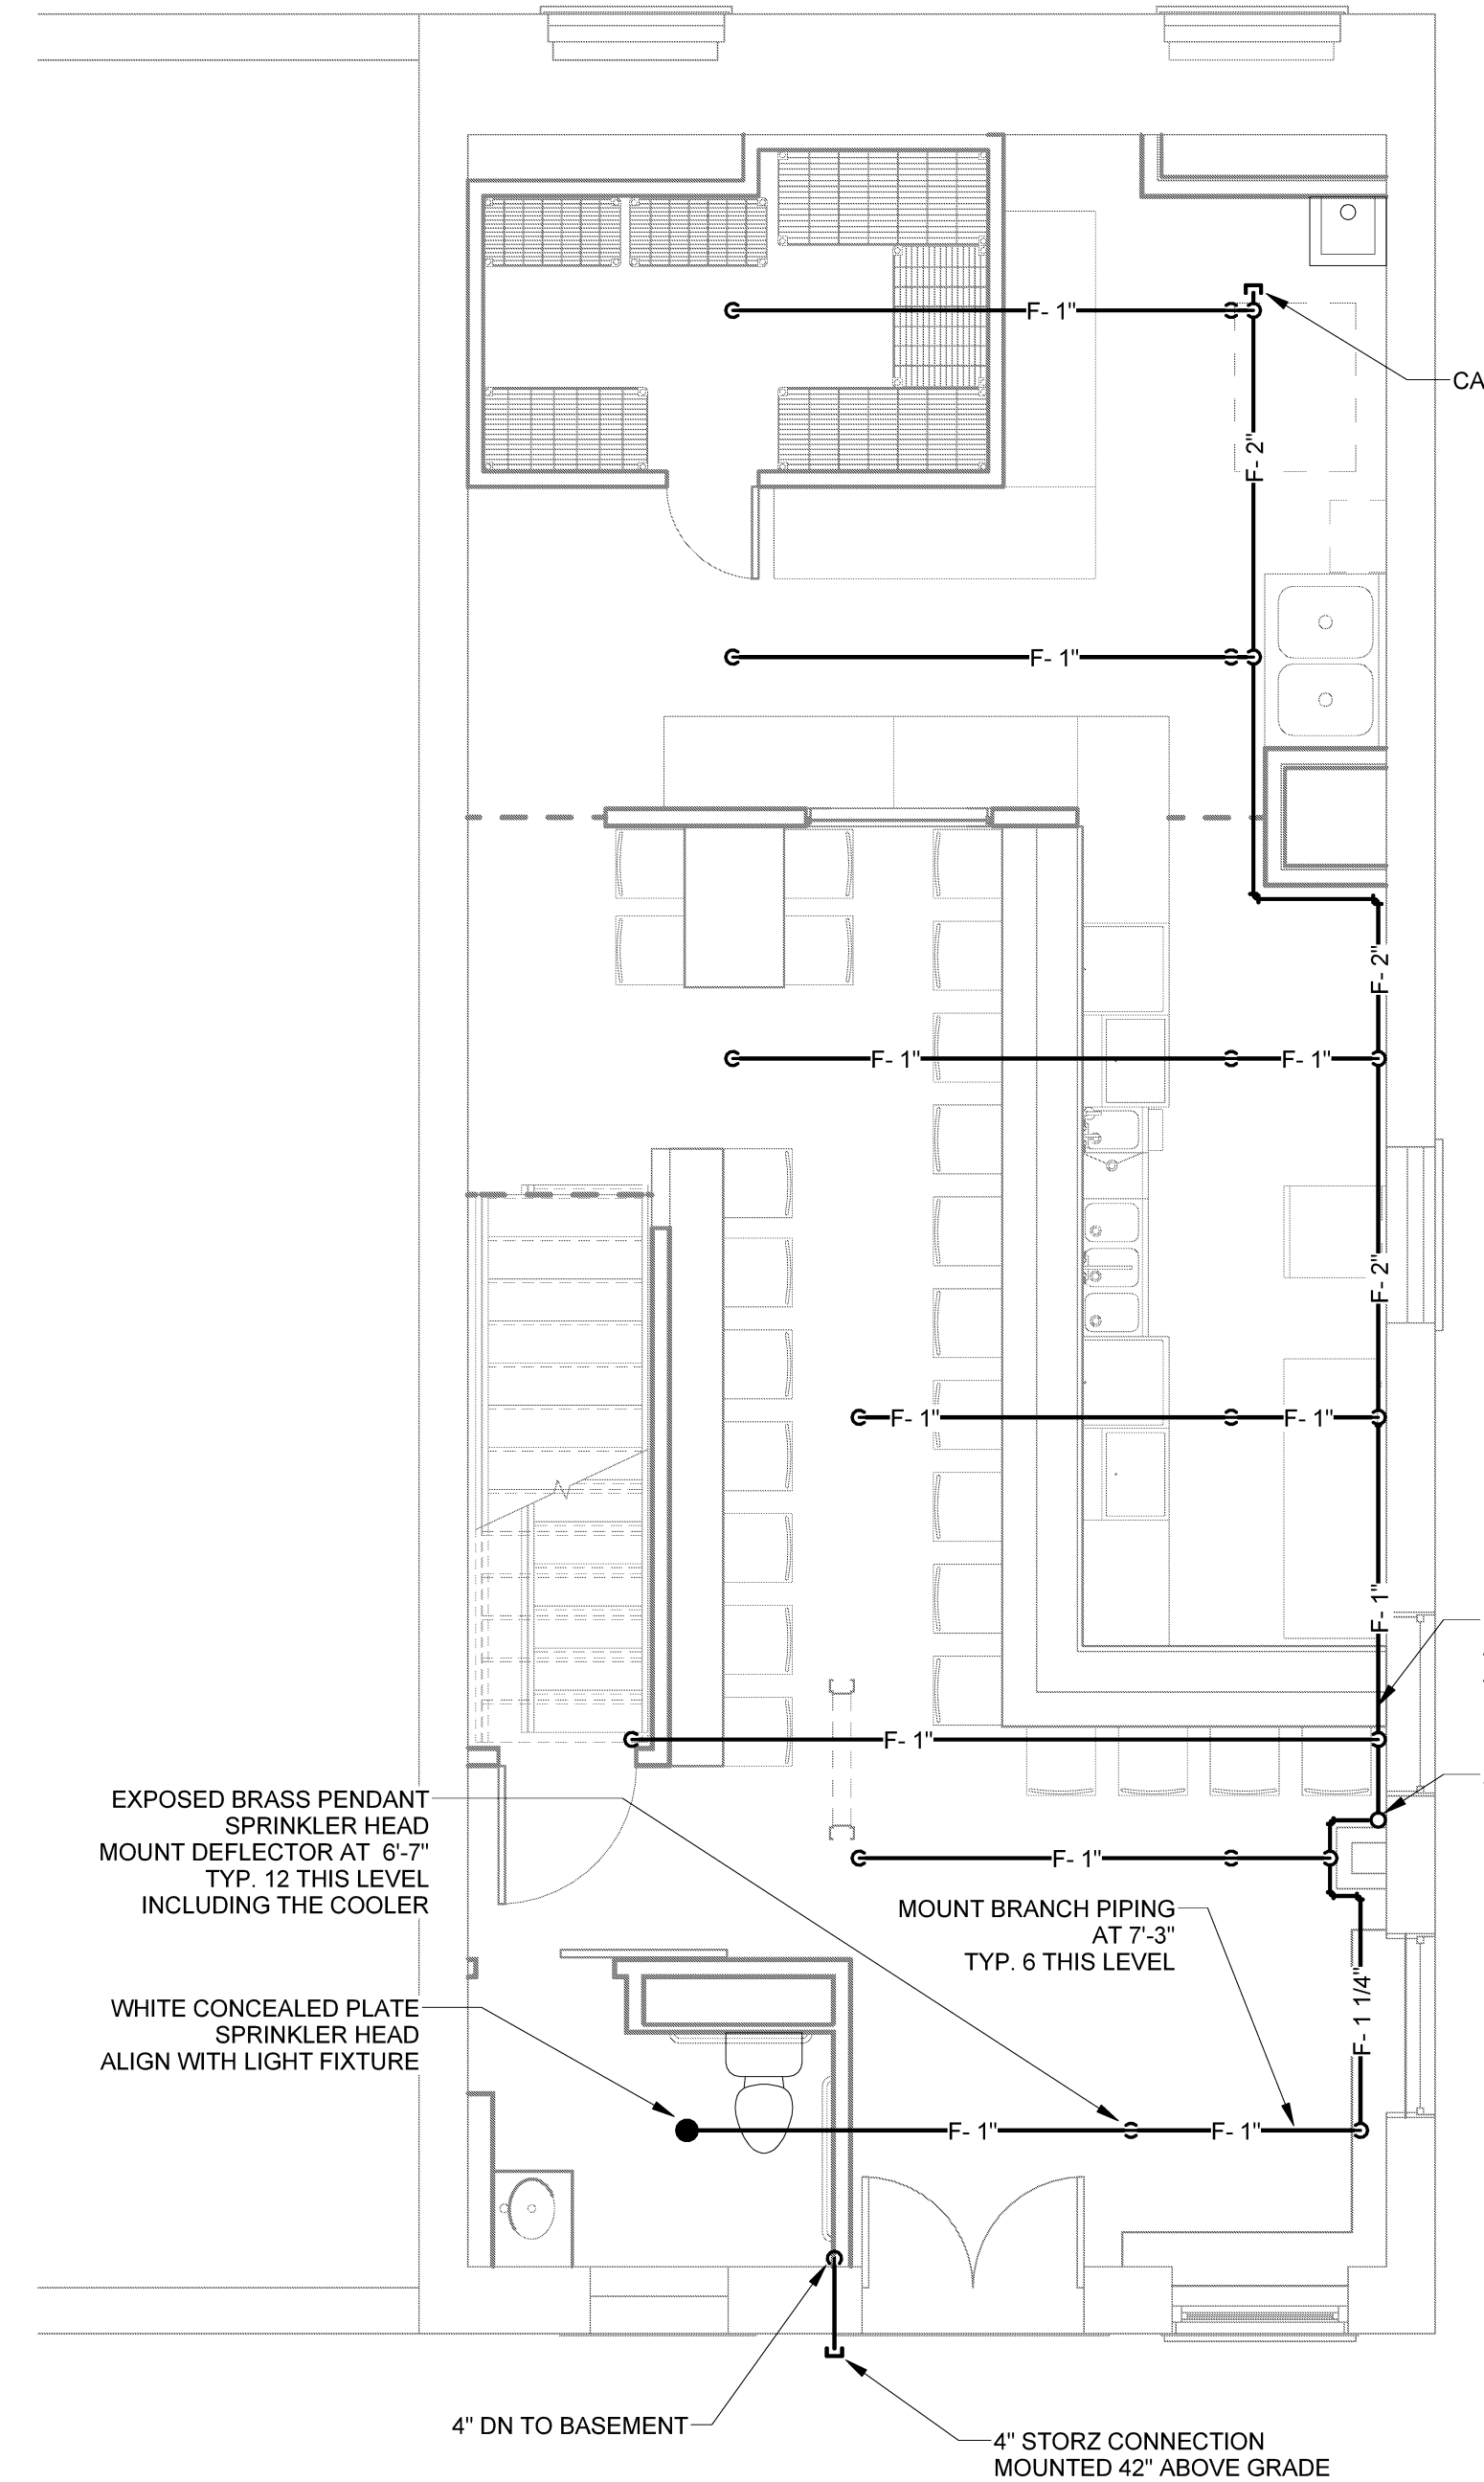 F- 1"
CA
F- 2"
F- 1"
F- 2"
F- 1"
F- 1"
F- 2"
F- 1"
F- 1"
F- 1"
F- 1"
EXPOSED BRASS PENDANT
SPRINKLER HEAD
MOUNT DEFLECTOR AT 6'-7"
TYP. 12 THIS LEVEL
INCLUDING THE COOLER
F- 1"
MOUNT BRANCH PIPING
AT 7'-3"
TYP. 6 THIS LEVEL
F- 1 1/4"
WHITE CONCEALED PLATE
SPRINKLER HEAD
ALIGN WITH LIGHT FIXTURE
F- 1"
F- 1"
4" DN TO BASEMENT
4" STORZ CONNECTION
MOUNTED 42" ABOVE GRADE